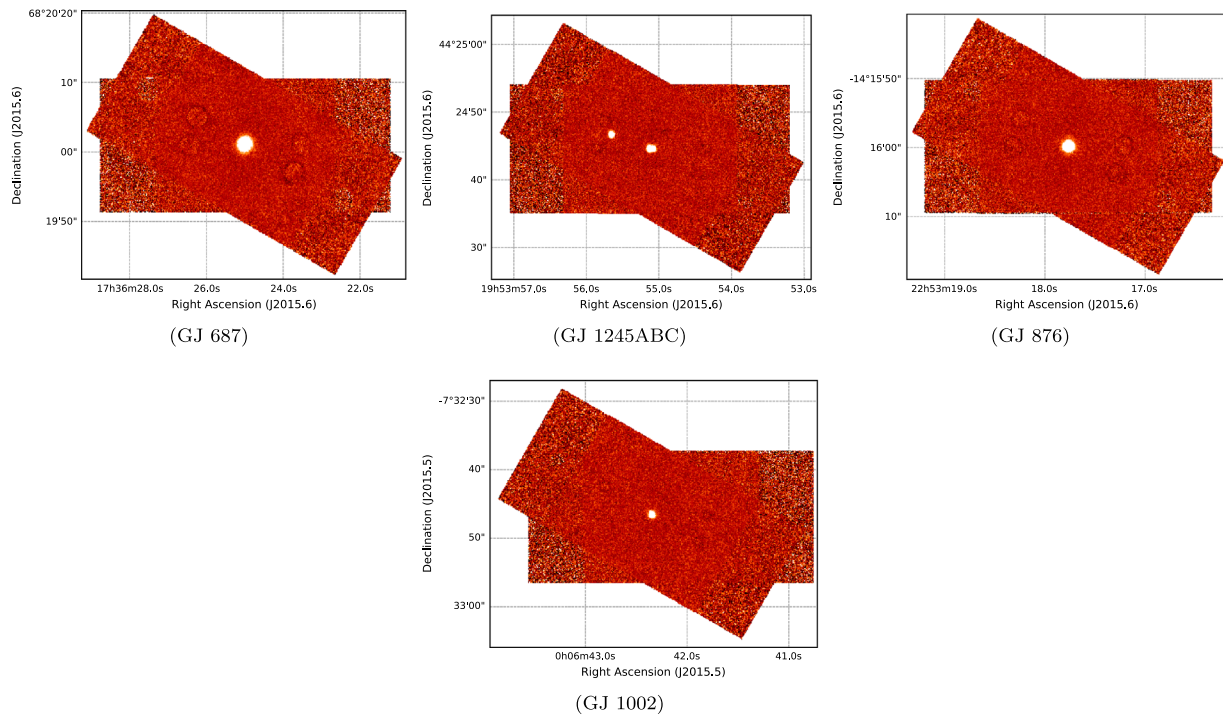 68°20'20"
10"
00"
19'50"
Declination (J2015.6)
17h36m28.0s 26.0s 24.0s 22.0s
Right Ascension (J2015.6)
(GJ 687)
44°25'00"
24'50"
40"
30"
Declination (J2015.6)
19h53m57.0s 56.0s 55.0s 54.0s 53.0s
Right Ascension (J2015.6)
(GJ 1245ABC)
-14°15'50"
16'00"
10"
Declination (J2015.6)
22h53m19.0s 18.0s 17.0s
Right Ascension (J2015.6)
(GJ 876)
-7°32'30"
40"
50"
33'00"
Declination (J2015.5)
0h06m43.0s 42.0s 41.0s
Right Ascension (J2015.5)
(GJ 1002)